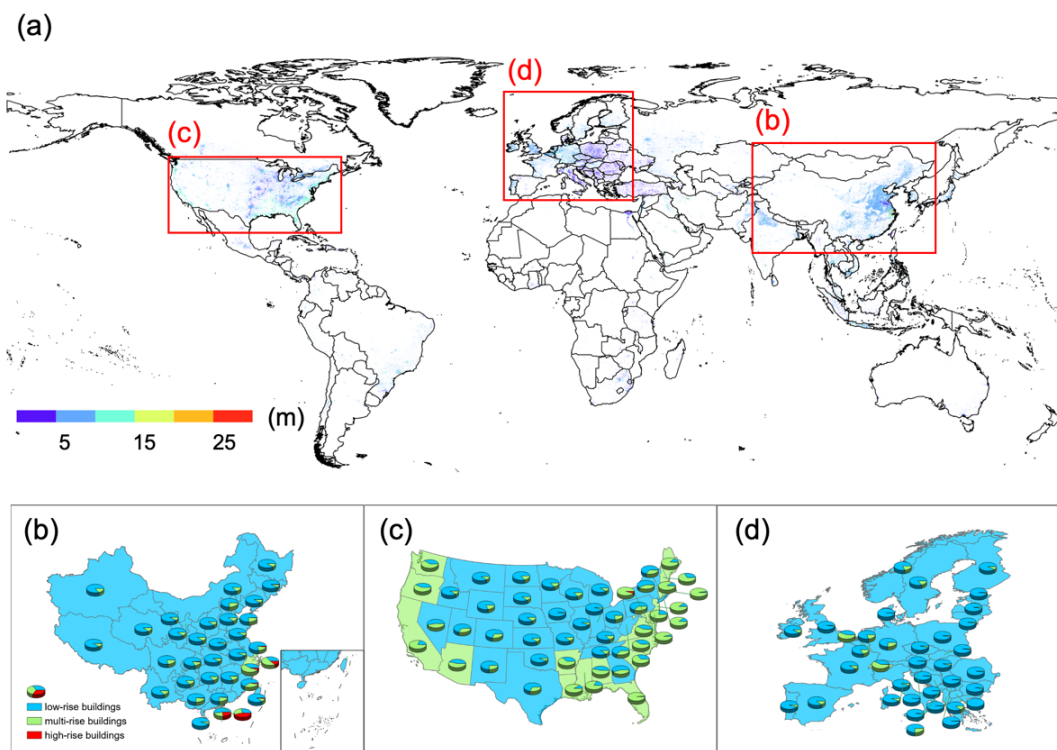 (a)
(d)
(c)
(b)
(m)
5 15 25
(b)
(c)
(d)
low-rise buildings
multi-rise buildings
high-rise buildings